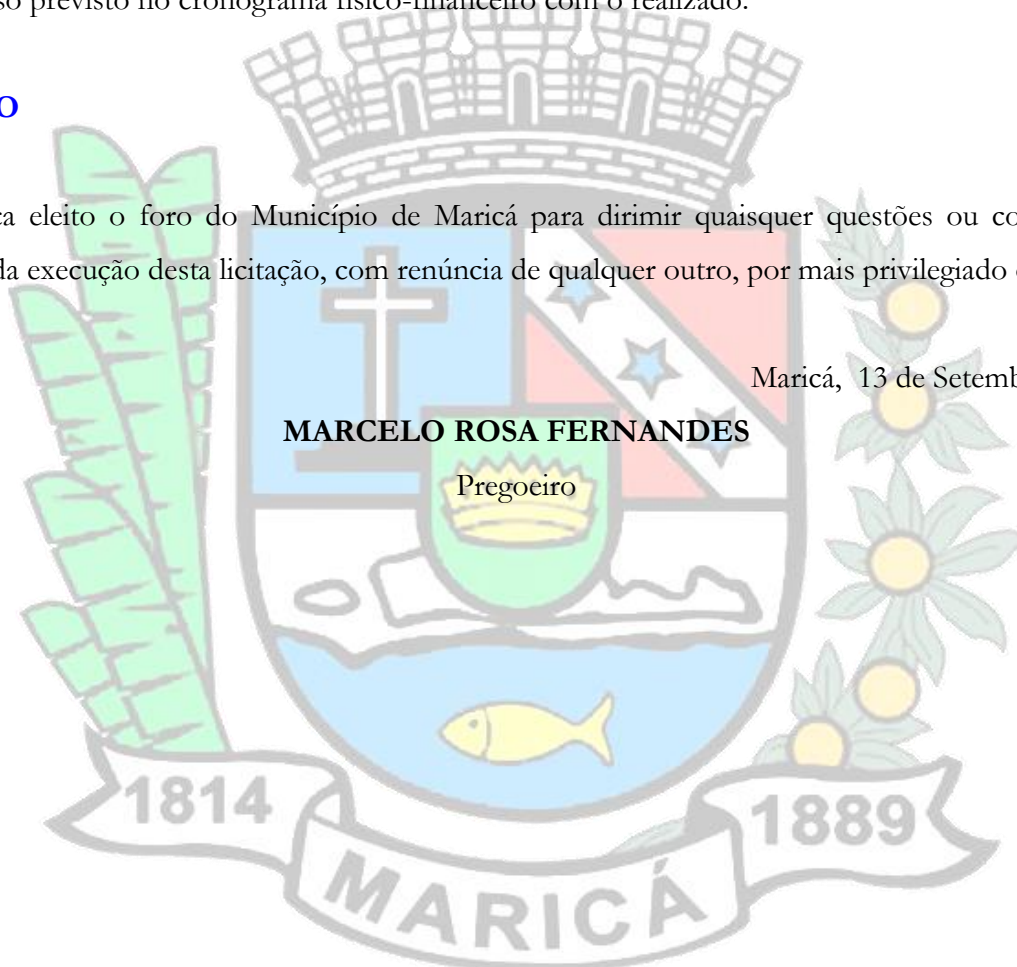 so previsto no cronograma físico-financeiro com o realizado.
O
ca eleito o foro do Município de Maricá para dirimir quaisquer questões ou co
da execução desta licitação, com renúncia de qualquer outro, por mais privilegiado
Maricá, 13 de Setemb
MARCELO ROSA FERNANDES
Pregoeiro
1814
1889
MARICÁ